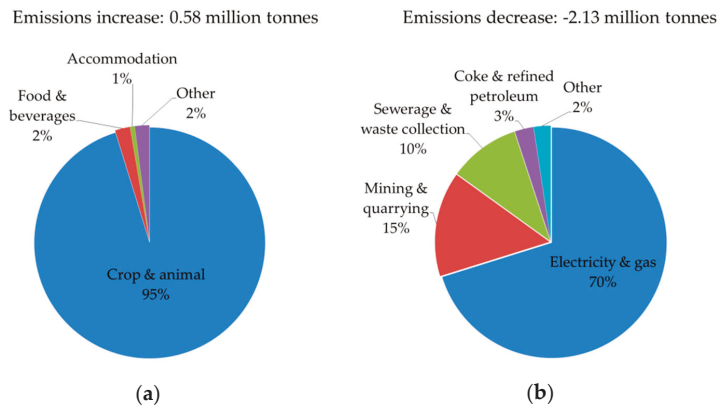 Emissions increase: 0.58 million tonnes
Accommodation
1%
Food &
beverages
2%
Other
2%
Crop & animal
95%
(a)
Emissions decrease: -2.13 million tonnes
Coke & refined
petroleum
3%
Other
2%
Sewerage &
waste collection
10%
Mining &
quarrying
15%
Electricity & gas
70%
(b)